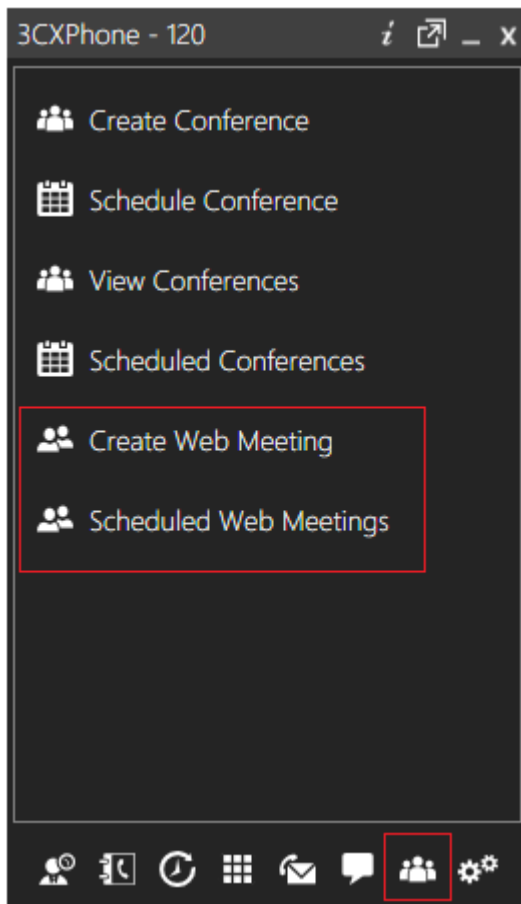 3CXPhone - 120
Create Conference
Schedule Conference
View Conferences
Scheduled Conferences
Create Web Meeting
Scheduled Web Meetings